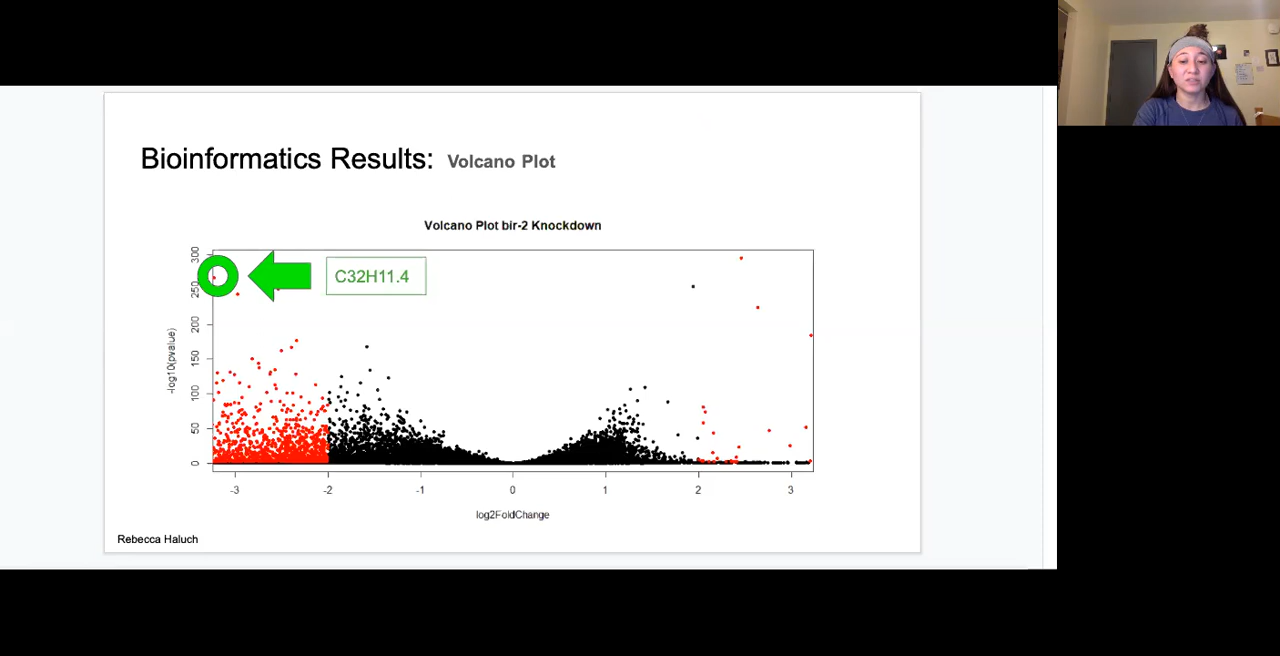 Bioinformatics Results: Volcano Plot
Volcano Plot bir-2 Knockdown
C32H11.4
300
250
200
150
100
50
0
-log10(pvalue)
-3 -2 -1 0 1 2 3
log2FoldChange
Rebecca Haluch